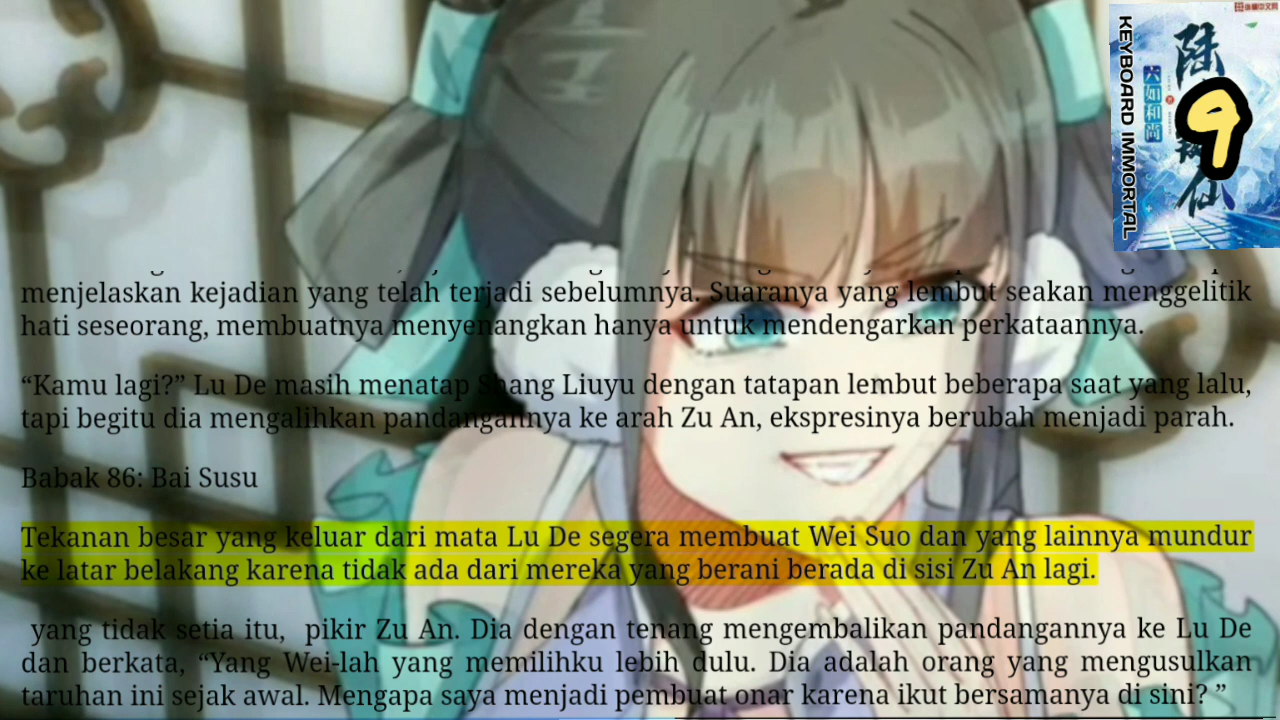 KEYBOARD IMMORTAL
陆
六如和尚
仙
9
menjelaskan kejadian yang telah terjadi sebelumnya. Suaranya yang lembut seakan menggelitik
hati seseorang, membuatnya menyenangkan hanya untuk mendengarkan perkataannya.
“Kamu lagi?” Lu De masih menatap Shang Liuyu dengan tatapan lembut beberapa saat yang lalu,
tapi begitu dia mengalihkan pandangannya ke arah Zu An, ekspresinya berubah menjadi parah.
Babak 86: Bai Susu
Tekanan besar yang keluar dari mata Lu De segera membuat Wei Suo dan yang lainnya mundur
ke latar belakang karena tidak ada dari mereka yang berani berada di sisi Zu An lagi.
yang tidak setia itu, pikir Zu An. Dia dengan tenang mengembalikan pandangannya ke Lu De
dan berkata, “Yang Wei-lah yang memilihku lebih dulu. Dia adalah orang yang mengusulkan
taruhan ini sejak awal. Mengapa saya menjadi pembuat onar karena ikut bersamanya di sini? ”